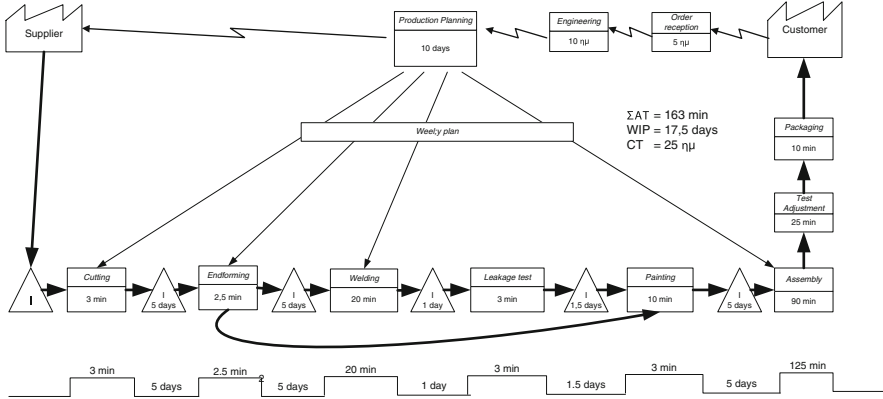 Supplier
Production Planning
10 days
Engineering
10 ημ
Order
reception
5 ημ
Customer
Weel;y plan
ΣΑΤ = 163 min
WIP = 17,5 days
CT = 25 ημ
Packaging
10 min
Test
Adjustment
25 min
I
Cutting
3 min
I
5 days
Endforming
2,5 min
I
5 days
Welding
20 min
I
1 day
Leakage test
3 min
I
1,5 days
Painting
10 min
I
5 days
Assembly
90 min
3 min
5 days
2.5 min
2
5 days
20 min
1 day
3 min
1.5 days
3 min
5 days
125 min